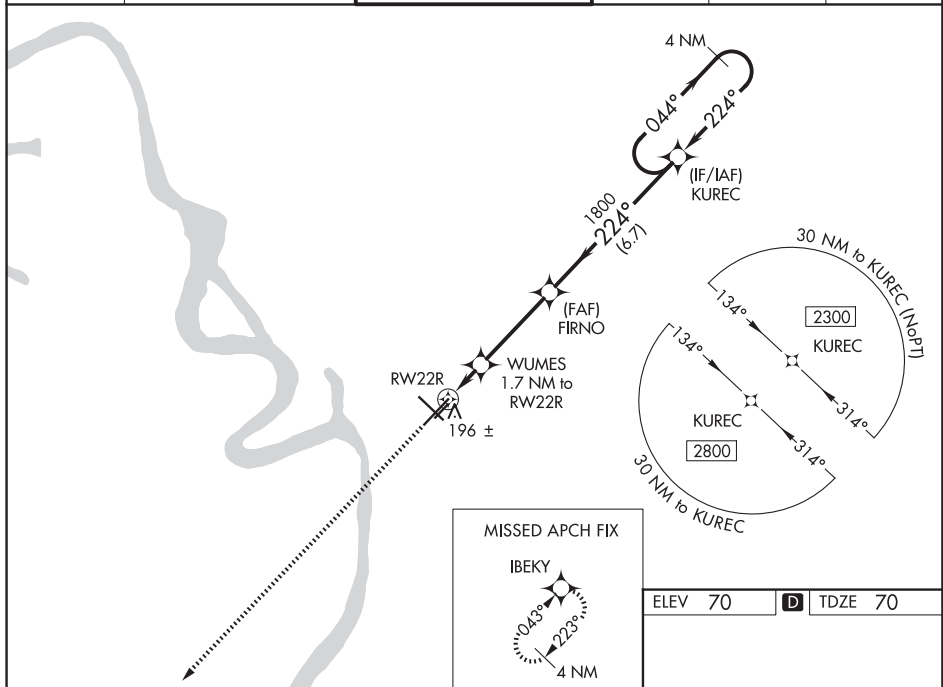 4 NM
044°
224°
(IF/IAF)
KUREC
1800
224°
(6.7)
(FAF)
FIRNO
WUMES
1.7 NM to
RW22R
RW22R
196 ±
30 NM to KUREC (NoPT)
134°
2300
KUREC
314°
134°
KUREC
2800
314°
30 NM to KUREC
MISSED APCH FIX
IBEKY
043°
223°
4 NM
ELEV 70 D TDZE 70